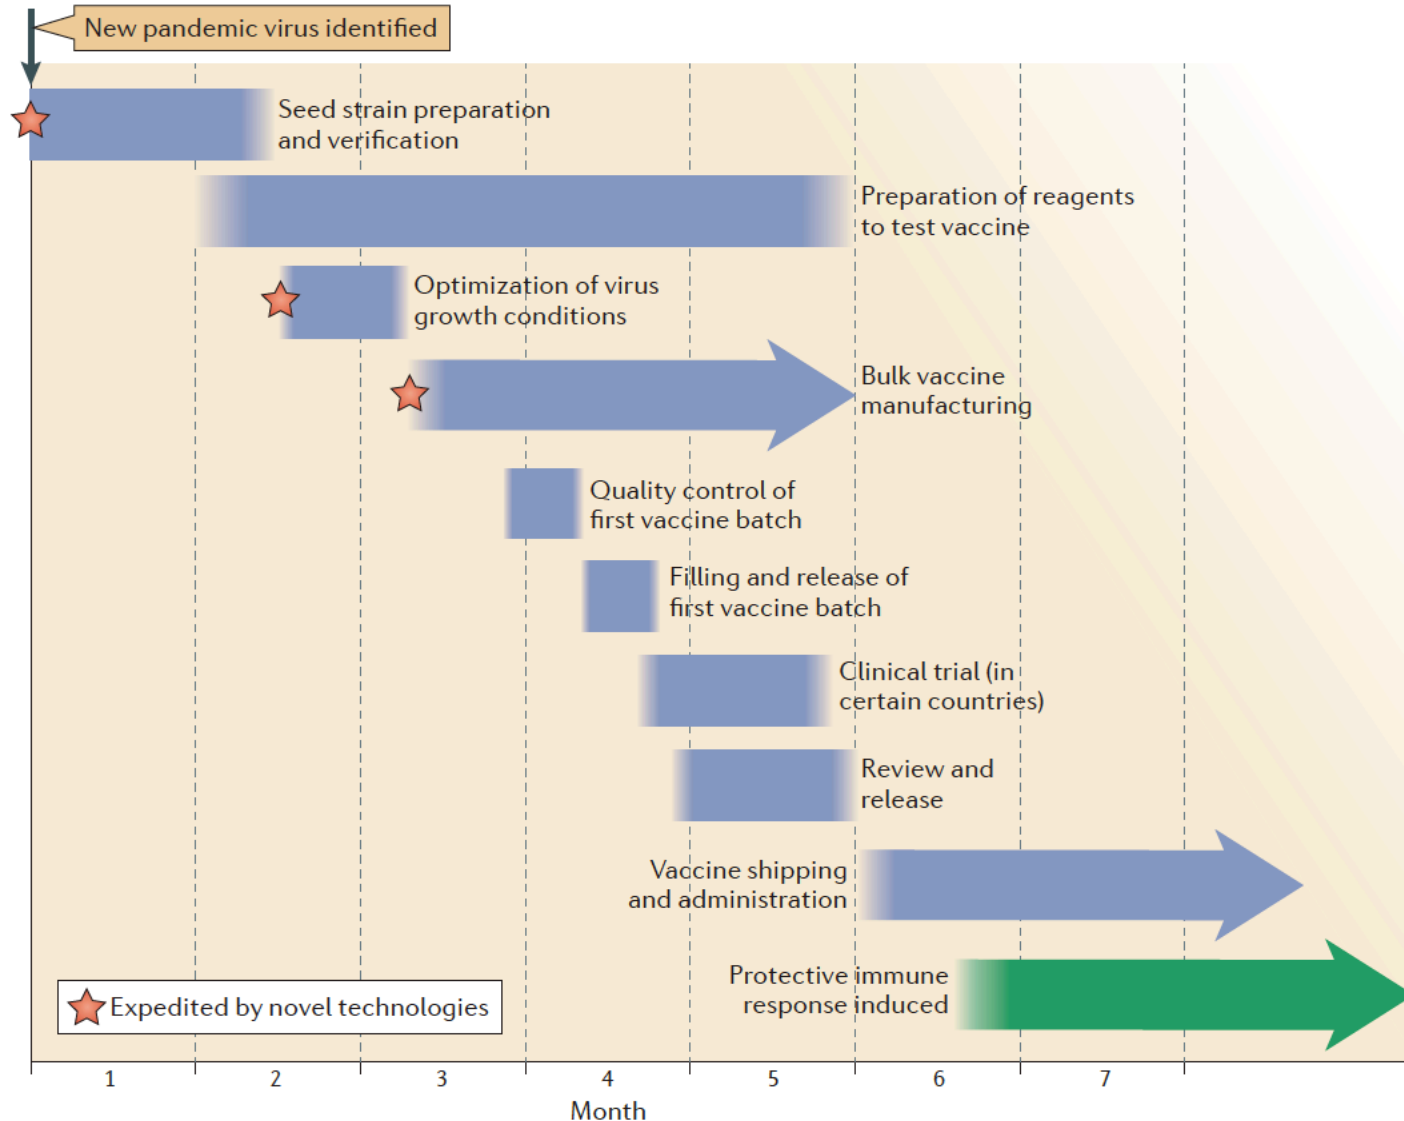 New pandemic virus identified
Seed strain preparation
and verification
Preparation of reagents
to test vaccine
Optimization of virus
growth conditions
Bulk vaccine
manufacturing
Quality control of
first vaccine batch
Filling and release of
first vaccine batch
Clinical trial (in
certain countries)
Review and
release
Vaccine shipping
and administration
Protective immune
response induced
Expedited by novel technologies
1 2 3 4 5 6 7
Month